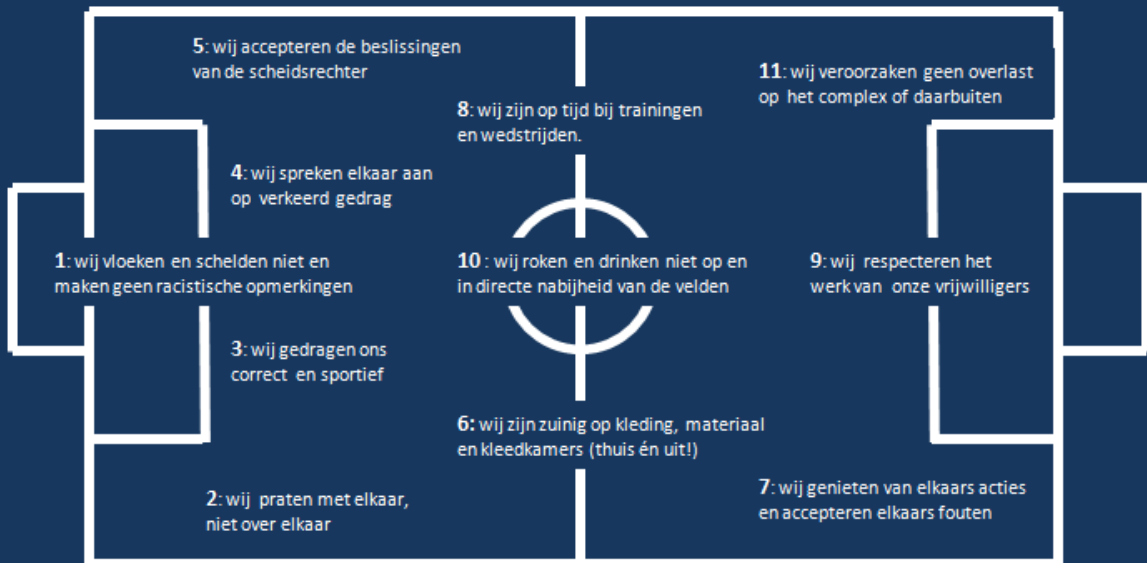 5: wij accepteren de beslissingen
van de scheidsrechter
11: wij veroorzaken geen overlast
op het complex of daarbuiten
8: wij zijn op tijd bij trainingen
en wedstrijden.
4: wij spreken elkaar aan
op verkeerd gedrag
1: wij vloeken en schelden niet en
maken geen racistische opmerkingen
10 : wij roken en drinken niet op en
in directe nabijheid van de velden
9: wij respecteren het
werk van onze vrijwilligers
3: wij gedragen ons
correct en sportief
6: wij zijn zuinig op kleding, materiaal
en kleedkamers (thuis én uit!)
2: wij praten met elkaar,
niet over elkaar
7: wij genieten van elkaars acties
en accepteren elkaars fouten